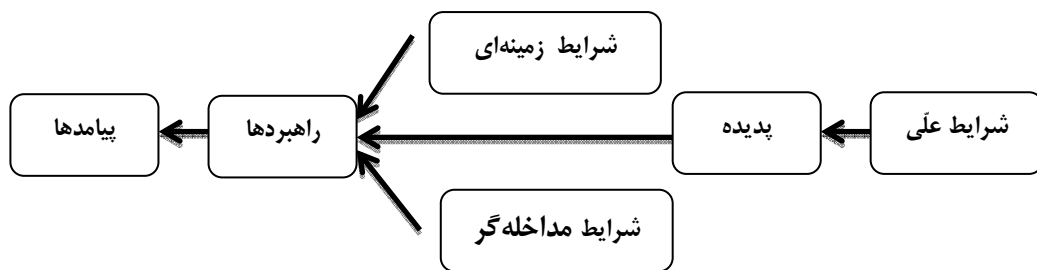 شرایط زمینه‌ای
شرایط علّی
پدیده
راهبردها
پیامدها
شرایط مداخله‌گر